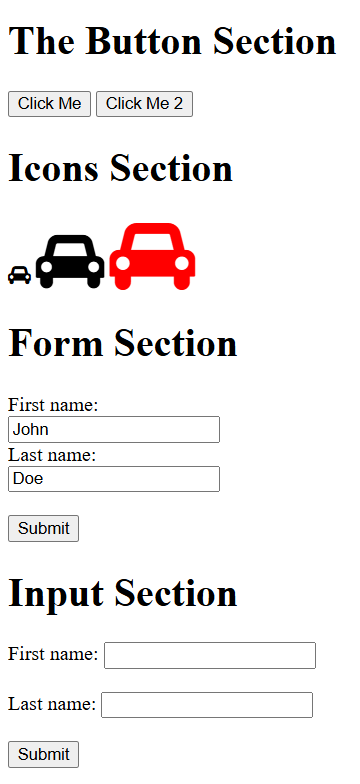 The Button Section
Click Me Click Me 2
Icons Section
Form Section
First name:
John
Last name:
Doe
Submit
Input Section
First name:
Last name:
Submit